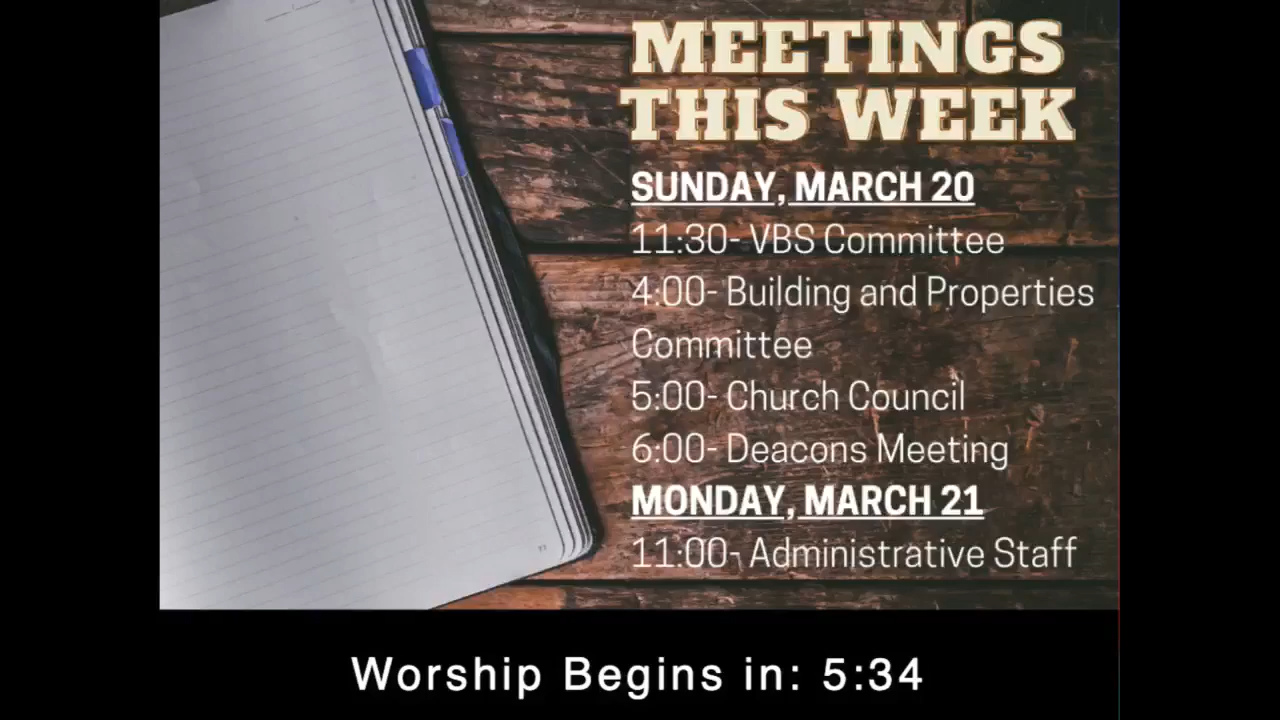 MEETINGS
THIS WEEK
SUNDAY, MARCH 20
11:30- VBS Committee
4:00- Building and Properties
Committee
5:00- Church Council
6:00- Deacons Meeting
MONDAY, MARCH 21
11:00- Administrative Staff
Worship Begins in: 5:34